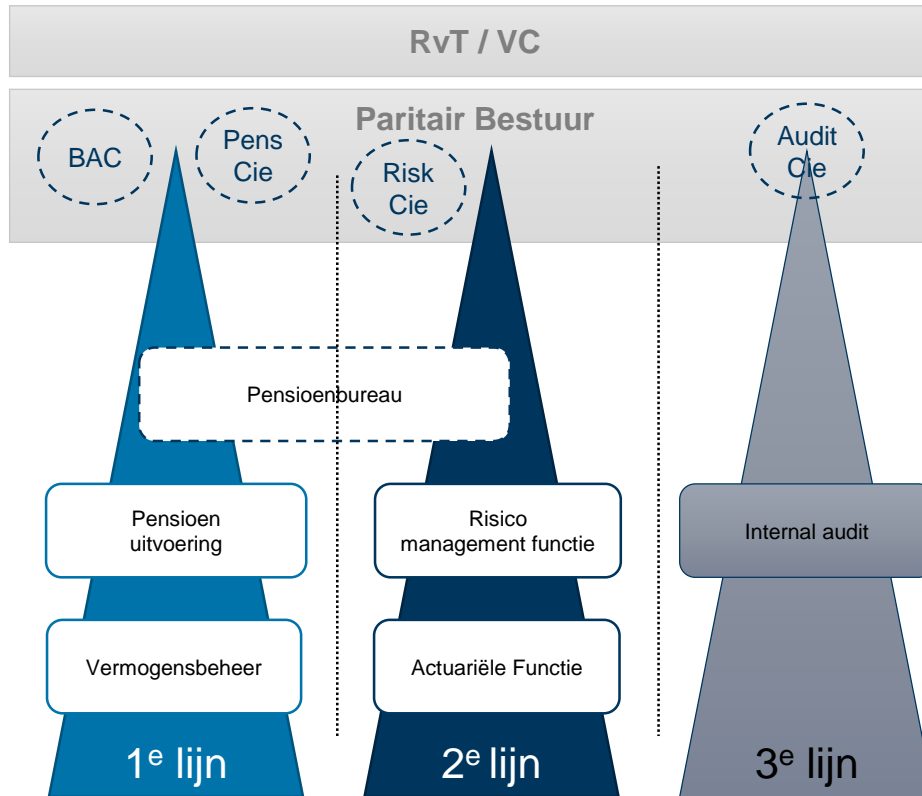 RvT / VC
Paritair Bestuur
BAC
Pens
Cie
Risk
Cie
Audit
Cie
Pensioenbureau
Pensioen
uitvoering
Risico
management functie
Internal audit
Vermogensbeheer
Actuariële Functie
1e lijn
2e lijn
3e lijn